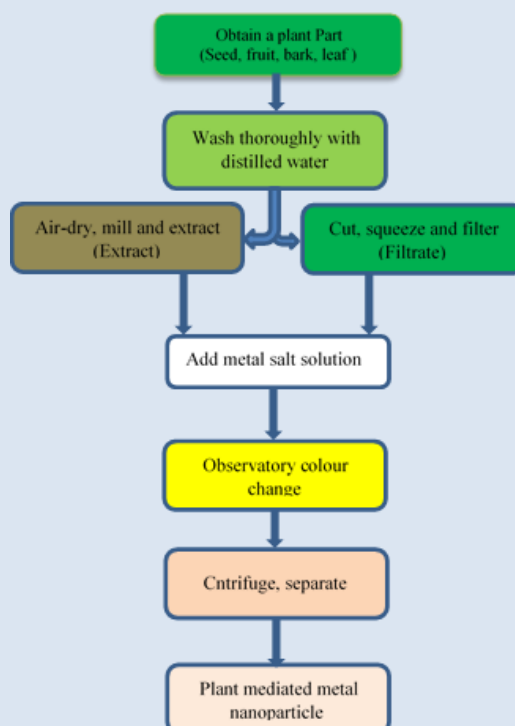 Obtain a plant Part
(Seed, fruit, bark, leaf )
Wash thoroughly with
distilled water
Air-dry, mill and extract
(Extract)
Cut, squeeze and filter
(Filtrate)
Add metal salt solution
Observatory colour
change
Cntrifuge, separate
Plant mediated metal
nanoparticle